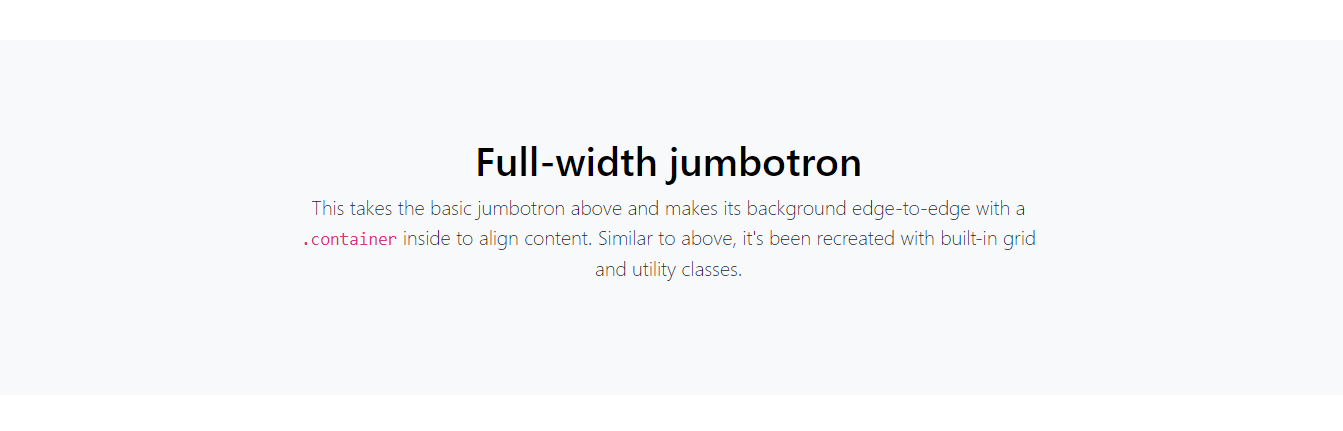 Full-width jumbotron
This takes the basic jumbotron above and makes its background edge-to-edge with a
.container inside to align content. Similar to above, it's been recreated with built-in grid
and utility classes.